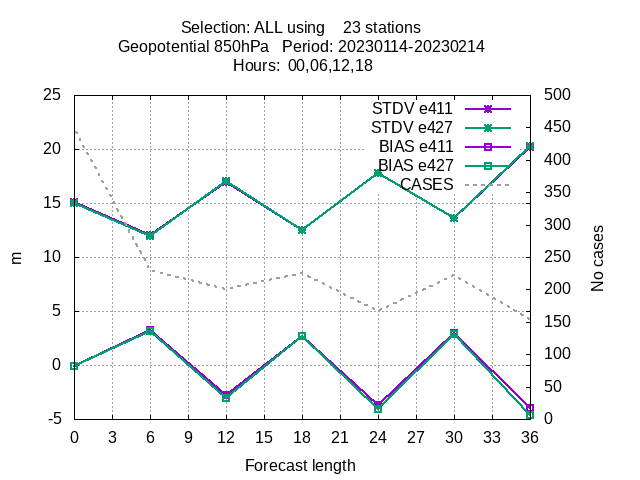 Selection: ALL using    23 stations
Geopotential 850hPa   Period: 20230114-20230214
Hours:  00,06,12,18
25
20
15
10
5
0
-5
m
STDV e411
STDV e427
BIAS e411
BIAS e427
CASES
500
450
400
350
300
250
200
150
100
50
0
No cases
0 3 6 9 12 15 18 21 24 27 30 33 36
Forecast length